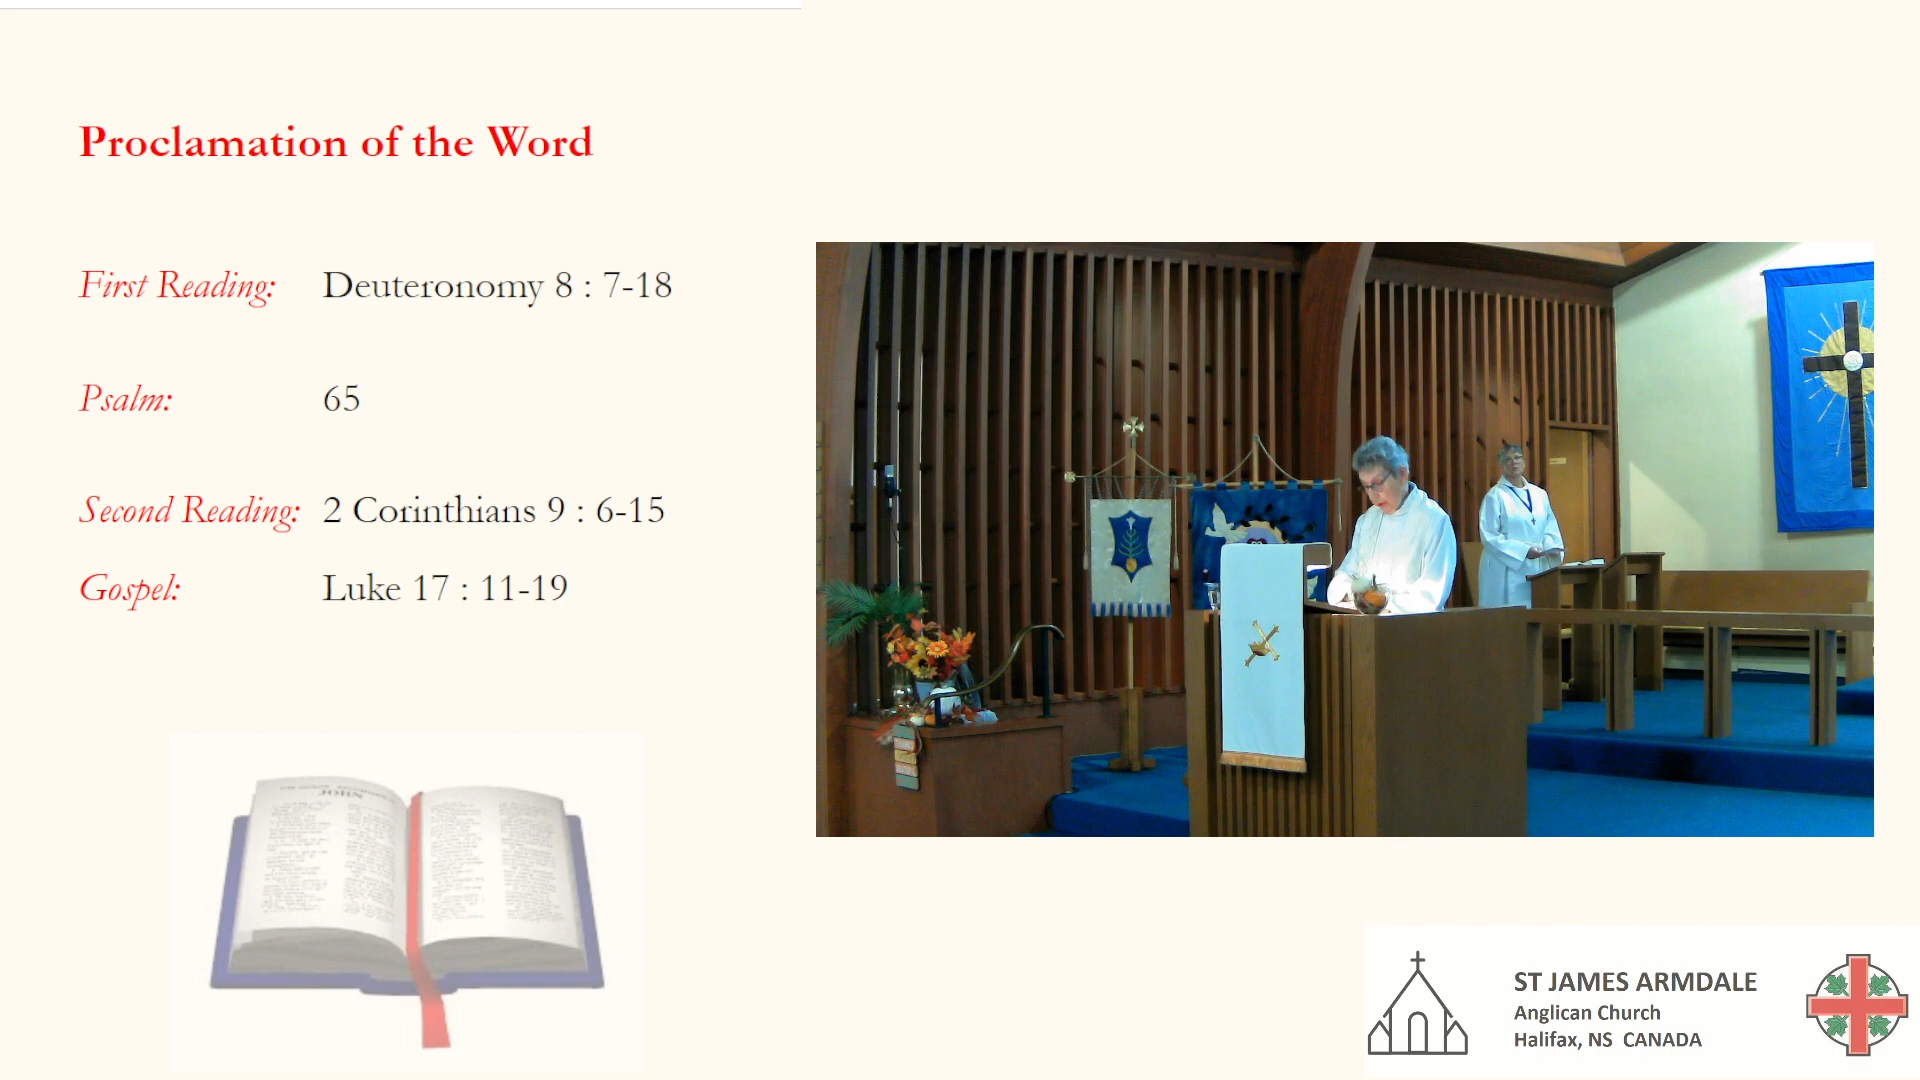 Proclamation of the Word
First Reading: Deuteronomy 8 : 7-18
Psalm: 65
Second Reading: 2 Corinthians 9 : 6-15
Gospel: Luke 17 : 11-19
JOHN
ST JAMES ARMDALE
Anglican Church
Halifax, NS CANADA